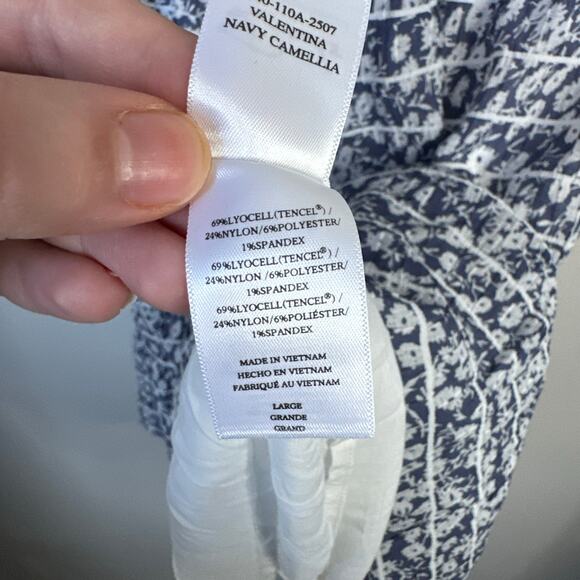 -110A-2507
VALENTINA
NAVY CAMELLIA
69%LYOCELL(TENCEL®) /
24%NYLON/6%POLYESTER/
1%SPANDEX
69%LYOCELL(TENCEL®) /
24%NYLON /6%POLYESTER/
1%SPANDEX
69%LYOCELL(TENCEL®) /
24%NYLON/6%POLIÉSTER/
1%SPANDEX
MADE IN VIETNAM
HECHO EN VIETNAM
FABRIQUÉ AU VIETNAM
LARGE
GRANDE
GRAND